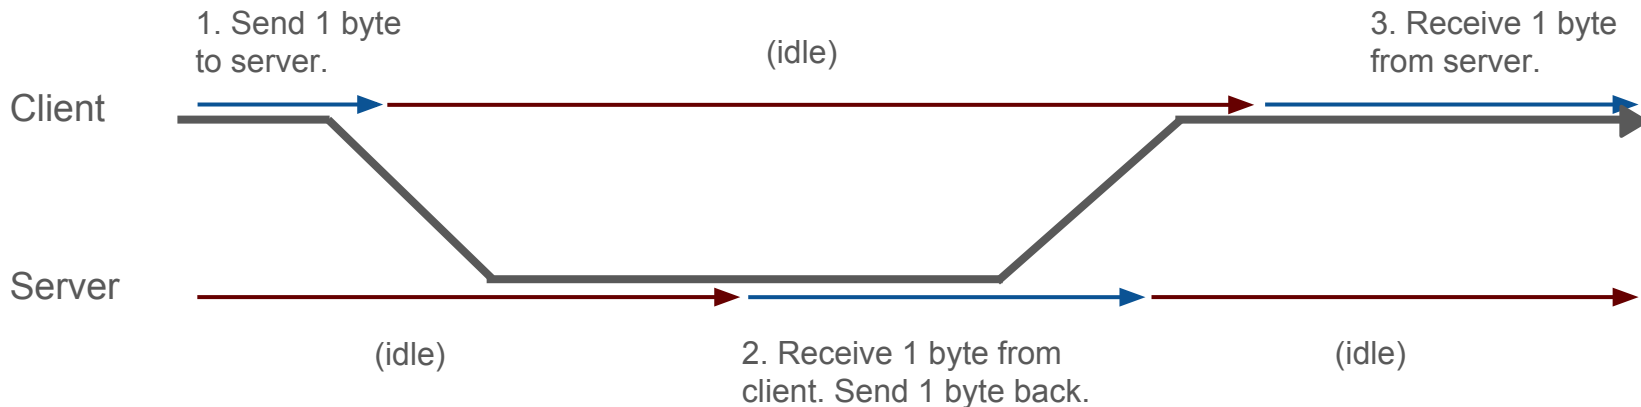 1. Send 1 byte
to server.
(idle)
3. Receive 1 byte
from server.
Client
Server
(idle)
2. Receive 1 byte from
client. Send 1 byte back.
(idle)